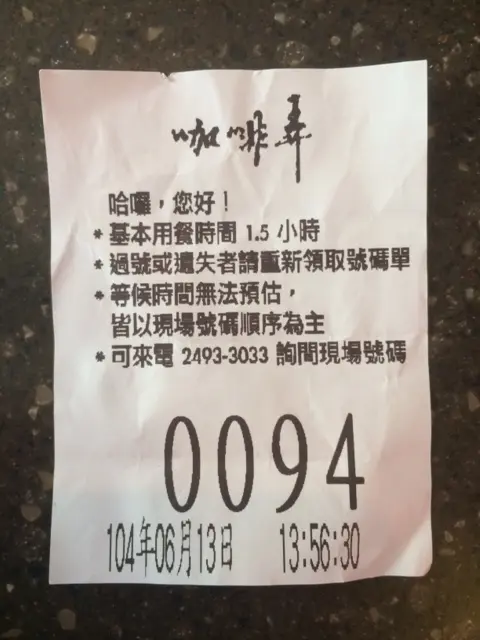 咖啡弄
哈囉，您好！
* 基本用餐時間 1.5 小時
* 過號或遺失者請重新領取號碼單
* 等候時間無法預估，
皆以現場號碼順序為主
* 可來電 2493-3033 詢問現場號碼
0094
104年06月13日 13:56:30